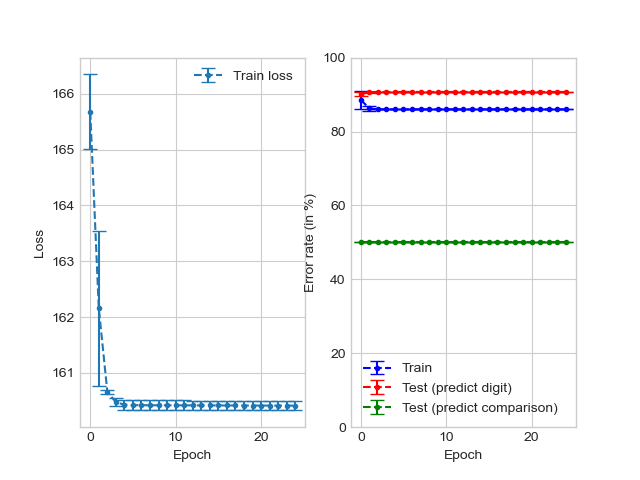 Train loss
166
165
164
163
162
161
Loss
0
10
20
Epoch
100
80
60
40
20
0
Error rate (in %)
Train
Test (predict digit)
Test (predict comparison)
0
10
20
Epoch